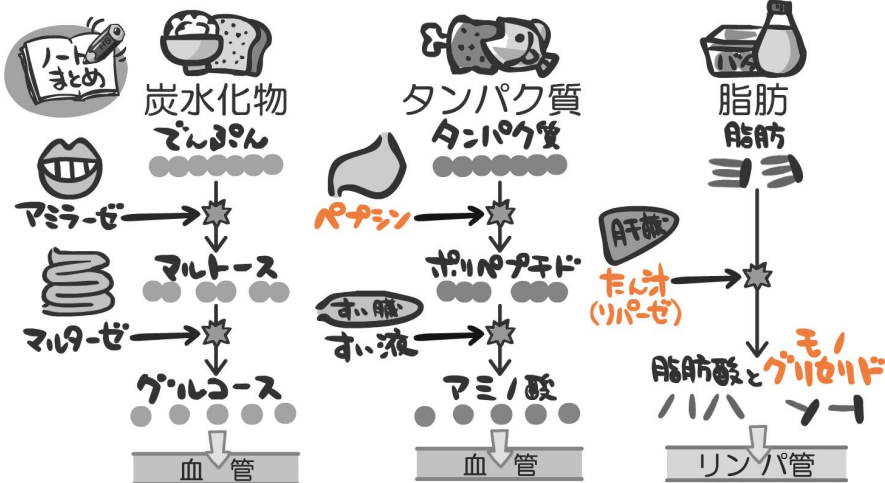 ノート
まとめ
炭水化物
でんぷん
アミラーゼ
マルトース
マルターゼ
グルコース
血管
タンパク質
タンパク質
ペプシン
ポリペプチド
すい臓
すい液
アミノ酸
血管
脂肪
脂肪
肝臓
たん汁
(リパーゼ)
脂肪酸とモノ
グリセリド
リンパ管